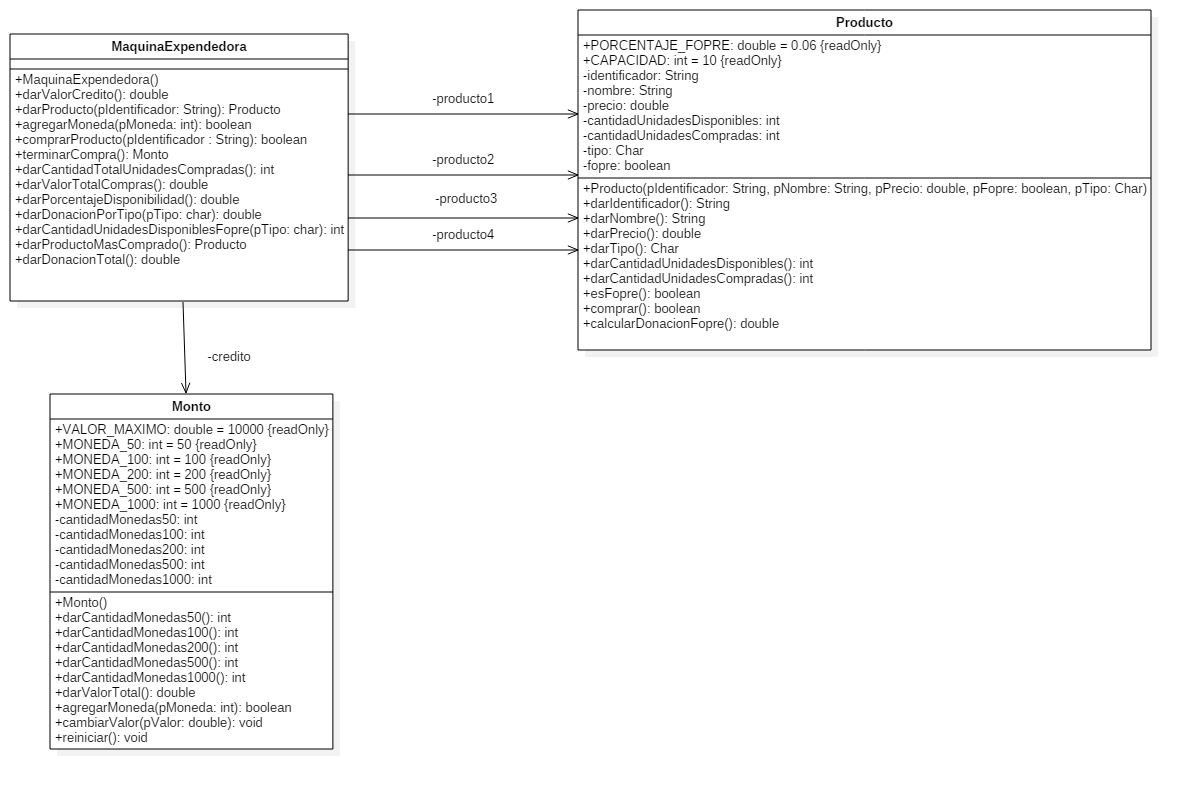 MaquinaExpendedora
+MaquinaExpendedora()
+darValorCredito(): double
+darProducto(pIdentificador: String): Producto
+agregarMoneda(pMoneda: int): boolean
+comprarProducto(pIdentificador : String): boolean
+terminarCompra(): Monto
+darCantidadTotalUnidadesCompradas(): int
+darValorTotalCompras(): double
+darPorcentajeDisponibilidad(): double
+darDonacionPorTipo(pTipo: char): double
+darCantidadUnidadesDisponiblesFopre(pTipo: char): int
+darProductoMasComprado(): Producto
+darDonacionTotal(): double
-producto1
-producto2
-producto3
-producto4
Producto
+PORCENTAJE_FOPRE: double = 0.06 {readOnly}
+CAPACIDAD: int = 10 {readOnly}
-identificador: String
-nombre: String
-precio: double
-cantidadUnidadesDisponibles: int
-cantidadUnidadesCompradas: int
-tipo: Char
-fopre: boolean
+Producto(pIdentificador: String, pNombre: String, pPrecio: double, pFopre: boolean, pTipo: Char)
+darIdentificador(): String
+darNombre(): String
+darPrecio(): double
+darTipo(): Char
+darCantidadUnidadesDisponibles(): int
+darCantidadUnidadesCompradas(): int
+esFopre(): boolean
+comprar(): boolean
+calcularDonacionFopre(): double
-credito
Monto
+VALOR_MAXIMO: double = 10000 {readOnly}
+MONEDA_50: int = 50 {readOnly}
+MONEDA_100: int = 100 {readOnly}
+MONEDA_200: int = 200 {readOnly}
+MONEDA_500: int = 500 {readOnly}
+MONEDA_1000: int = 1000 {readOnly}
-cantidadMonedas50: int
-cantidadMonedas100: int
-cantidadMonedas200: int
-cantidadMonedas500: int
-cantidadMonedas1000: int
+Monto()
+darCantidadMonedas50(): int
+darCantidadMonedas100(): int
+darCantidadMonedas200(): int
+darCantidadMonedas500(): int
+darCantidadMonedas1000(): int
+darValorTotal(): double
+agregarMoneda(pMoneda: int): boolean
+cambiarValor(pValor: double): void
+reiniciar(): void